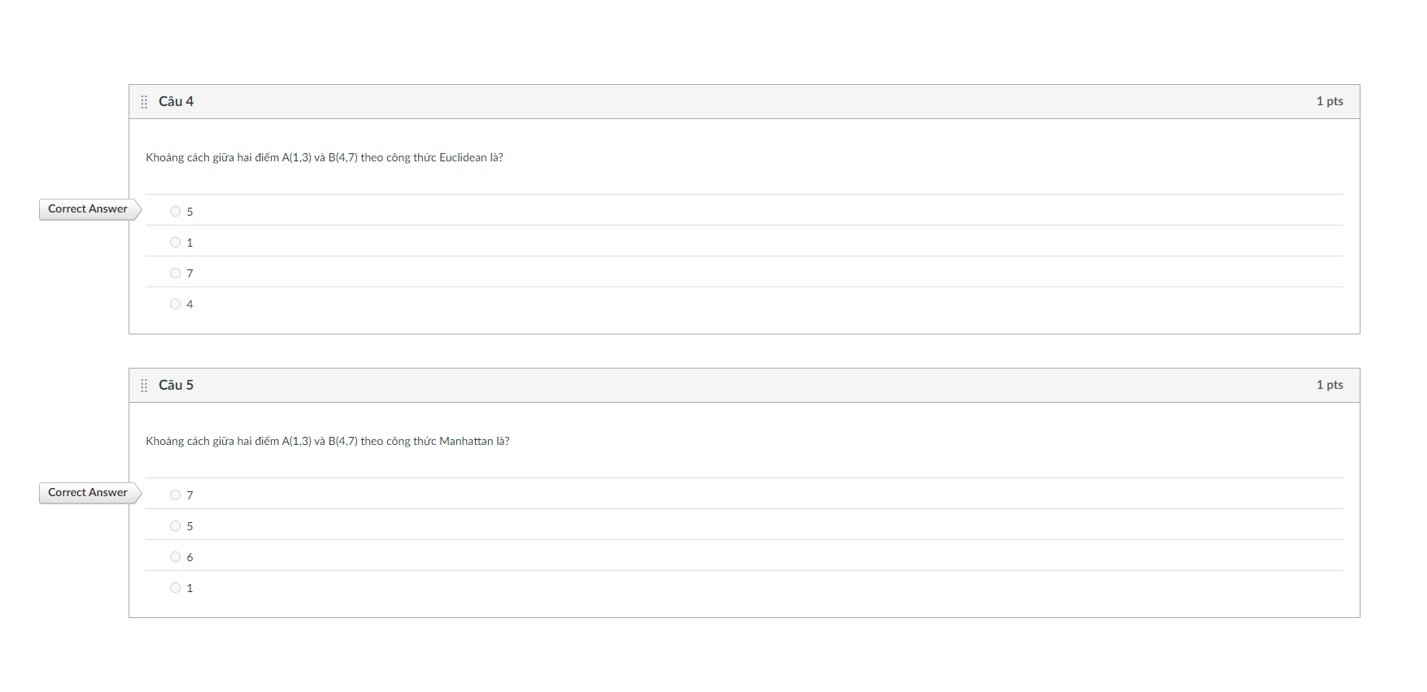 Câu 4
1 pts
Khoảng cách giữa hai điểm A(1,3) và B(4,7) theo công thức Euclidean là?
Correct Answer
5
1
7
4
Câu 5
1 pts
Khoảng cách giữa hai điểm A(1,3) và B(4,7) theo công thức Manhattan là?
Correct Answer
7
5
6
1